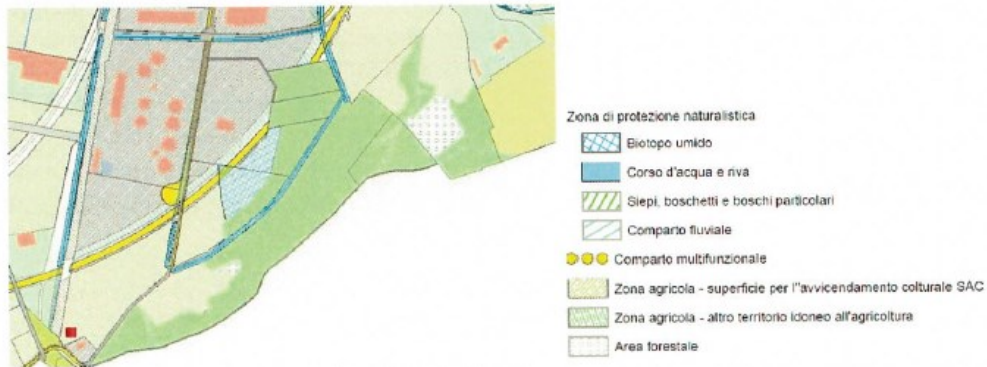 Zona di protezione naturalistica
Biotopo umido
Corso d'acqua e riva
Siepi, boschetti e boschi particolari
Comparto fluviale
Comparto multifunzionale
Zona agricola - superficie per l''avvicendamento colturale SAC
Zona agricola - altro territorio idoneo all'agricoltura
Area forestale